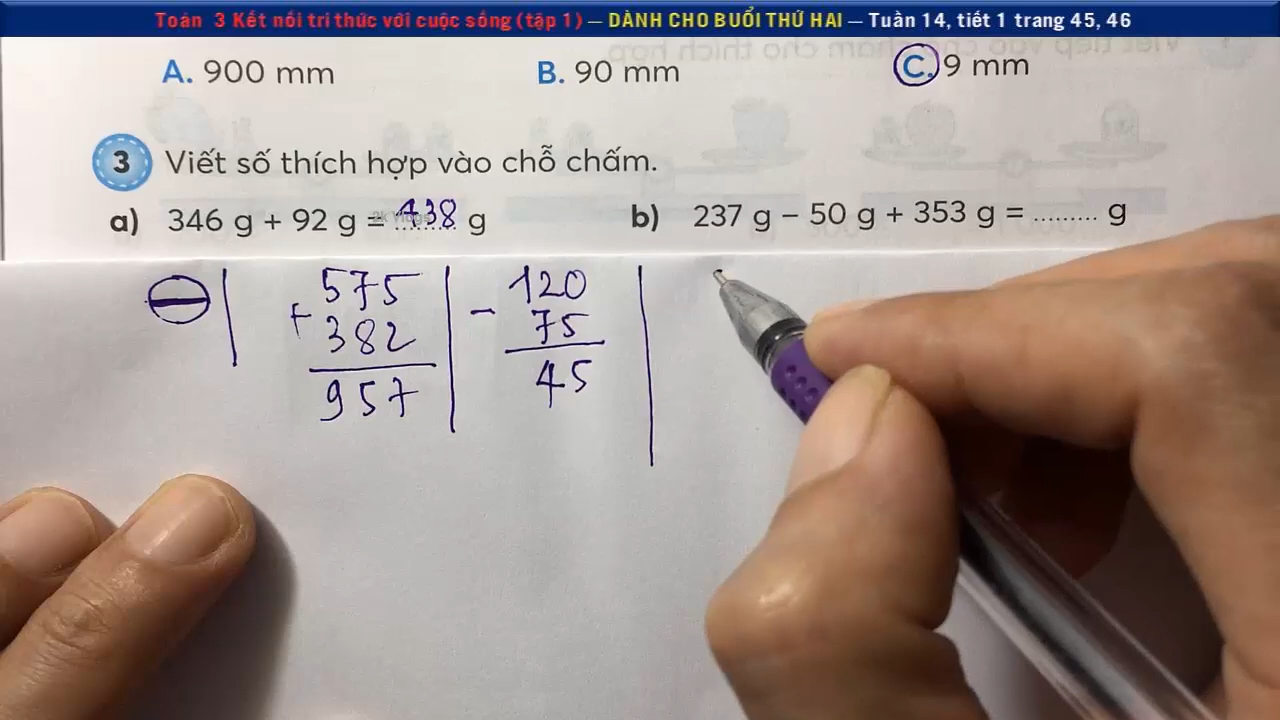 Toán 3 Kết nối tri thức với cuộc sống (tập 1) — DÀNH CHO BUỔI THỨ HAI — Tuần 14, tiết 1 trang 45, 46
A. 900 mm B. 90 mm C. 9 mm
3 Viết số thích hợp vào chỗ chấm.
a) 346 g + 92 g = 438 g b) 237 g − 50 g + 353 g = ......... g
575 120
+ 382 − 75
957 45